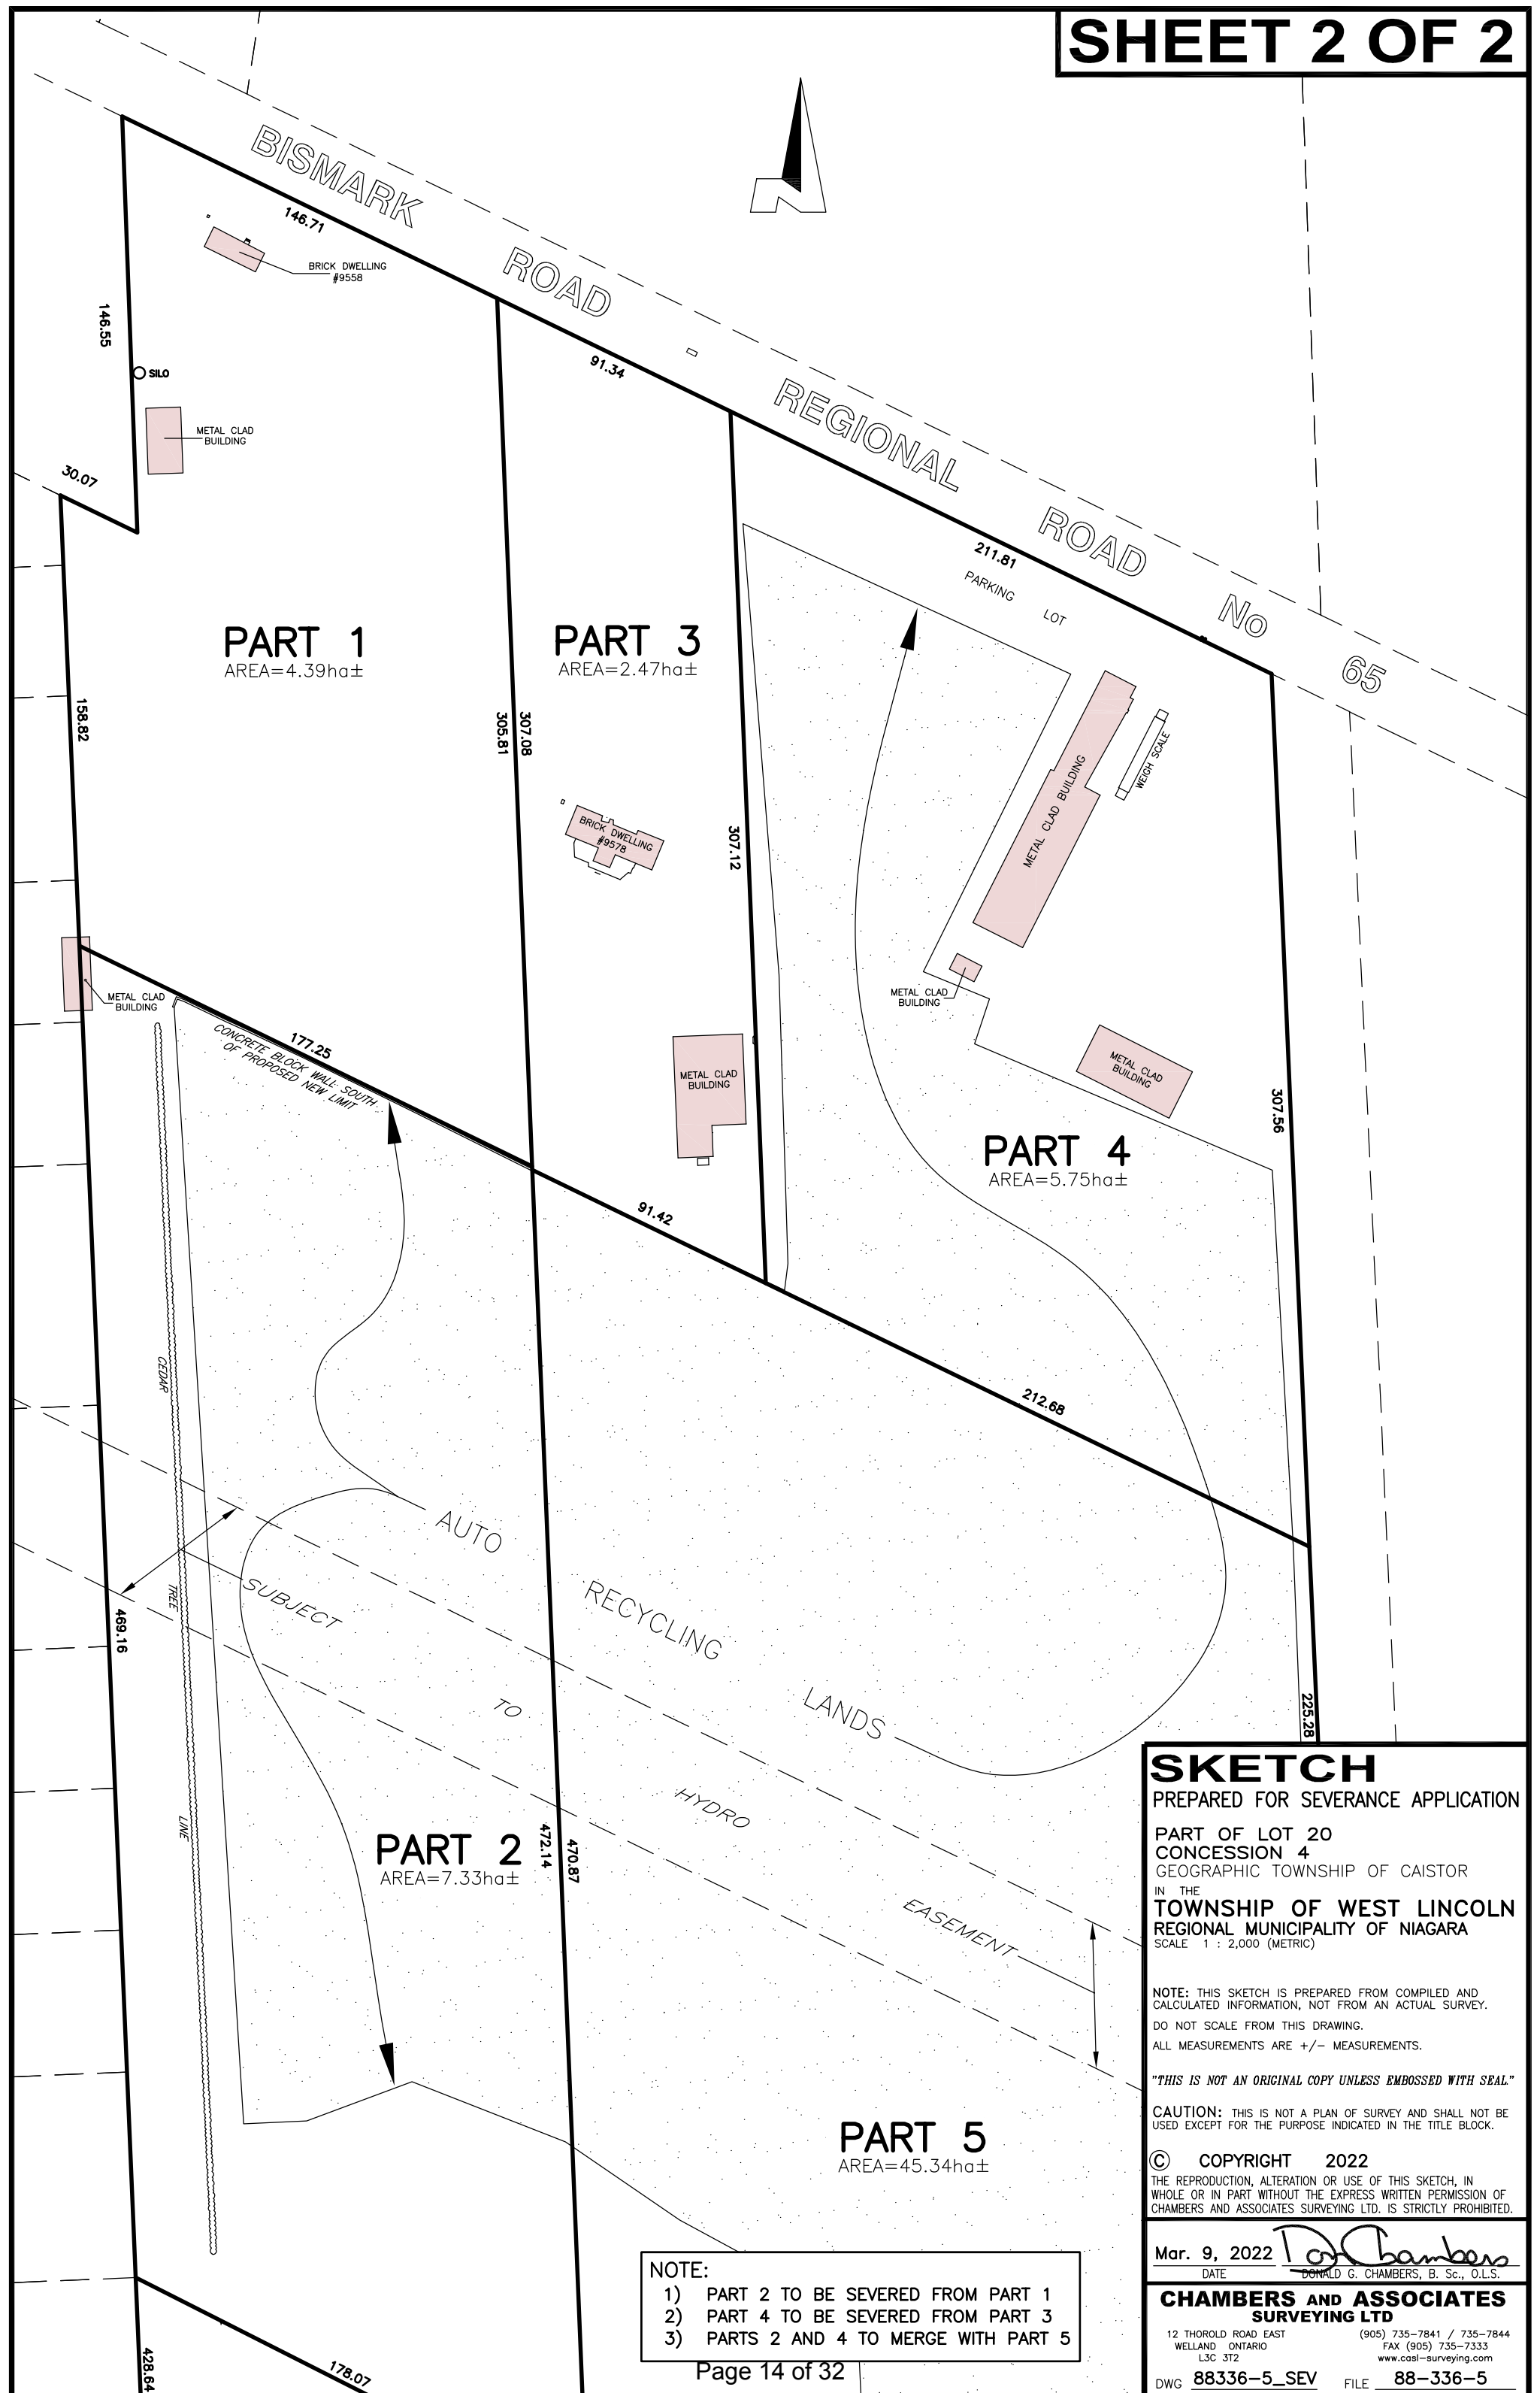 SHEET 2 OF 2
BISMARK ROAD - REGIONAL ROAD No 65
146.71
BRICK DWELLING
#9558
146.55
SILO
METAL CLAD
BUILDING
30.07
91.34
211.81
PARKING LOT
PART 1
AREA=4.39ha±
PART 3
AREA=2.47ha±
158.82
305.81
307.08
307.12
BRICK DWELLING
#9578
METAL CLAD BUILDING
WEIGH SCALE
METAL CLAD
BUILDING
METAL CLAD
BUILDING
METAL CLAD
BUILDING
METAL CLAD
BUILDING
307.56
PART 4
AREA=5.75ha±
177.25
CONCRETE BLOCK WALL SOUTH
OF PROPOSED NEW LIMIT
91.42
212.68
CEDAR TREE LINE
AUTO RECYCLING LANDS
SUBJECT TO HYDRO EASEMENT
469.16
225.28
PART 2
AREA=7.33ha±
472.14
470.87
PART 5
AREA=45.34ha±
428.64
178.07
NOTE:
1) PART 2 TO BE SEVERED FROM PART 1
2) PART 4 TO BE SEVERED FROM PART 3
3) PARTS 2 AND 4 TO MERGE WITH PART 5
Page 14 of 32
SKETCH
PREPARED FOR SEVERANCE APPLICATION
PART OF LOT 20
CONCESSION 4
GEOGRAPHIC TOWNSHIP OF CAISTOR
IN THE
TOWNSHIP OF WEST LINCOLN
REGIONAL MUNICIPALITY OF NIAGARA
SCALE 1 : 2,000 (METRIC)
NOTE: THIS SKETCH IS PREPARED FROM COMPILED AND
CALCULATED INFORMATION, NOT FROM AN ACTUAL SURVEY.
DO NOT SCALE FROM THIS DRAWING.
ALL MEASUREMENTS ARE +/- MEASUREMENTS.
"THIS IS NOT AN ORIGINAL COPY UNLESS EMBOSSED WITH SEAL"
CAUTION: THIS IS NOT A PLAN OF SURVEY AND SHALL NOT BE
USED EXCEPT FOR THE PURPOSE INDICATED IN THE TITLE BLOCK.
© COPYRIGHT 2022
THE REPRODUCTION, ALTERATION OR USE OF THIS SKETCH, IN
WHOLE OR IN PART WITHOUT THE EXPRESS WRITTEN PERMISSION OF
CHAMBERS AND ASSOCIATES SURVEYING LTD. IS STRICTLY PROHIBITED.
Mar. 9, 2022 Don Chambers
DATE DONALD G. CHAMBERS, B. Sc., O.L.S.
CHAMBERS AND ASSOCIATES
SURVEYING LTD
12 THOROLD ROAD EAST (905) 735-7841 / 735-7844
WELLAND ONTARIO FAX (905) 735-7333
L3C 3T2 www.casl-surveying.com
DWG 88336-5_SEV FILE 88-336-5